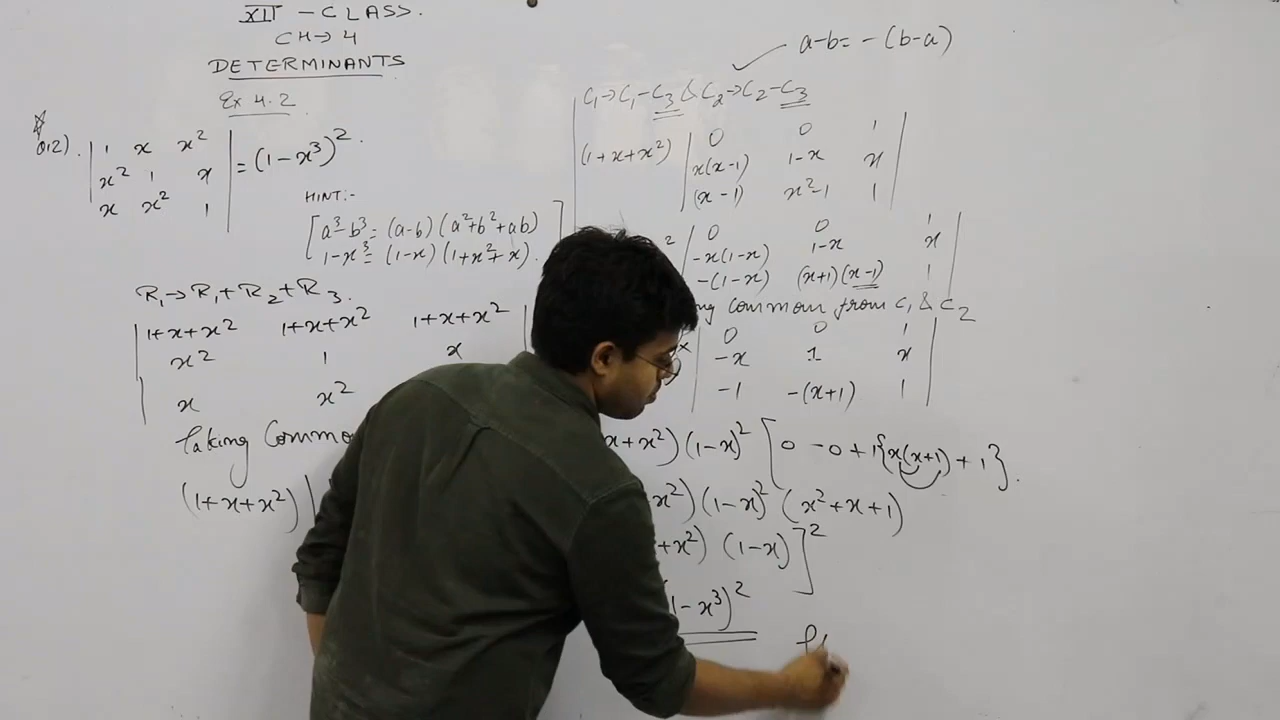 XII - CLASS.
CH→ 4
DETERMINANTS
Ex 4.2
Q12). | 1 x x² |
| x² 1 x | = (1-x³)².
| x x² 1 |
HINT:-
[a³-b³= (a-b) (a²+b²+ab)
1-x³= (1-x) (1+x²+x).]
R₁→R₁+R₂+R₃.
| 1+x+x² 1+x+x² 1+x+x² |
| x² 1 x
| x x²
Taking
(1+x+x²) |
a-b= -(b-a)
C₁→C₁-C₃ & C₂→C₂-C₃
(1+x+x²) | 0 0 1 |
| x(x-1) 1-x x |
| (x-1) x²-1 1 |
| 0 0 1 |
| -x(1-x) 1-x x |
| -(1-x) (x+1)(x-1) 1 |
common from C₁ & C₂
| 0 0 1 |
| -x 1 x |
| -1 -(x+1) 1 |
x+x²) (1-x)² [0 -0 +1{x(x+1)+1}.
x²) (1-x)² (x²+x+1)
+x²) (1-x)]²
1-x³)²